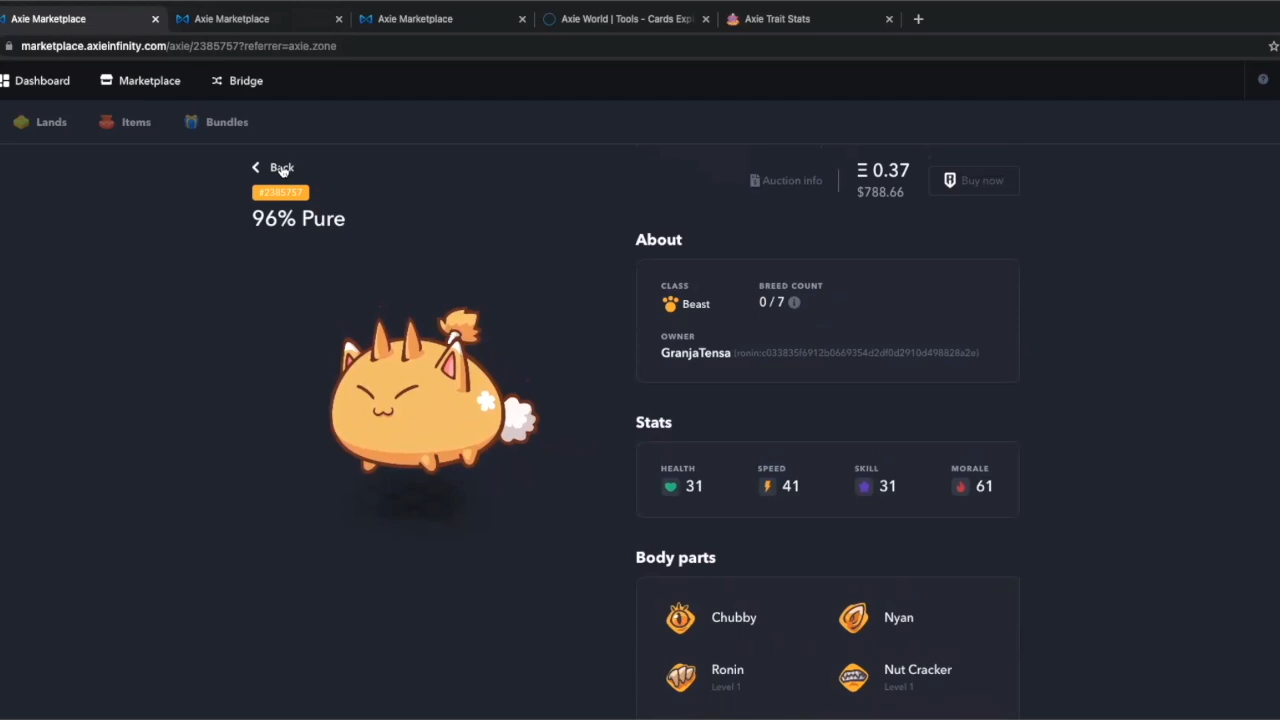 Axie Marketplace
Axie Marketplace
Axie Marketplace
Axie World | Tools - Cards Exp
Axie Trait Stats
marketplace.axieinfinity.com/axie/2385757?referrer=axie.zone
Dashboard
Marketplace
Bridge
Lands
Items
Bundles
Back
#2385757
96% Pure
Auction info
Ξ 0.37
$788.66
Buy now
About
CLASS
BREED COUNT
Beast
0 / 7
OWNER
GranjaTensa (ronin:c033835f6912b0669354d2df0d2910d498828a2e)
Stats
HEALTH
SPEED
SKILL
MORALE
31
41
31
61
Body parts
Chubby
Nyan
Ronin
Level 1
Nut Cracker
Level 1